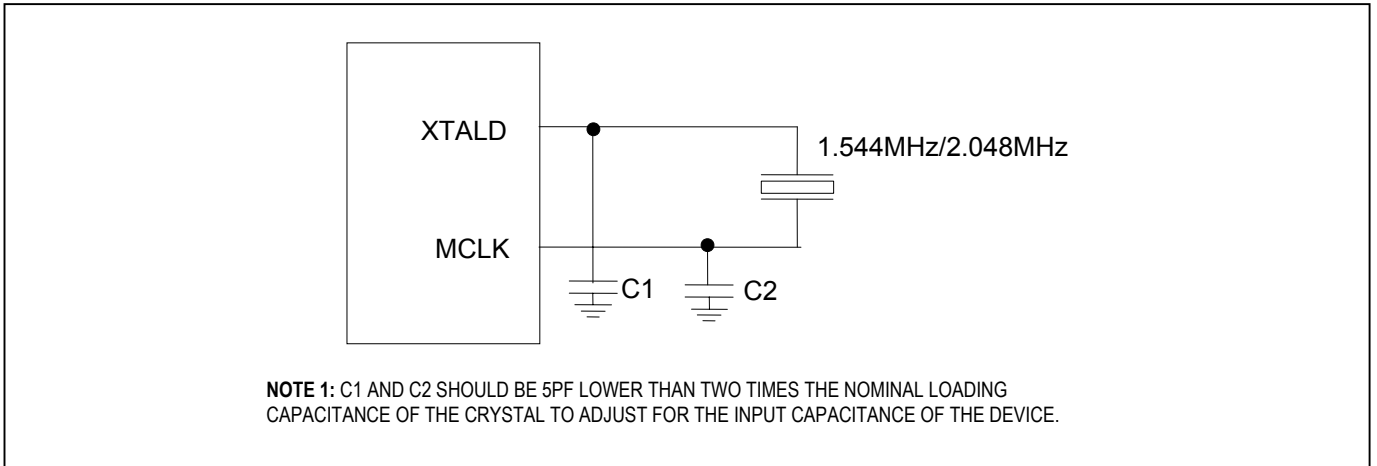 XTALD
1.544MHz/2.048MHz
MCLK
C1
C2
NOTE 1: C1 AND C2 SHOULD BE 5PF LOWER THAN TWO TIMES THE NOMINAL LOADING
CAPACITANCE OF THE CRYSTAL TO ADJUST FOR THE INPUT CAPACITANCE OF THE DEVICE.